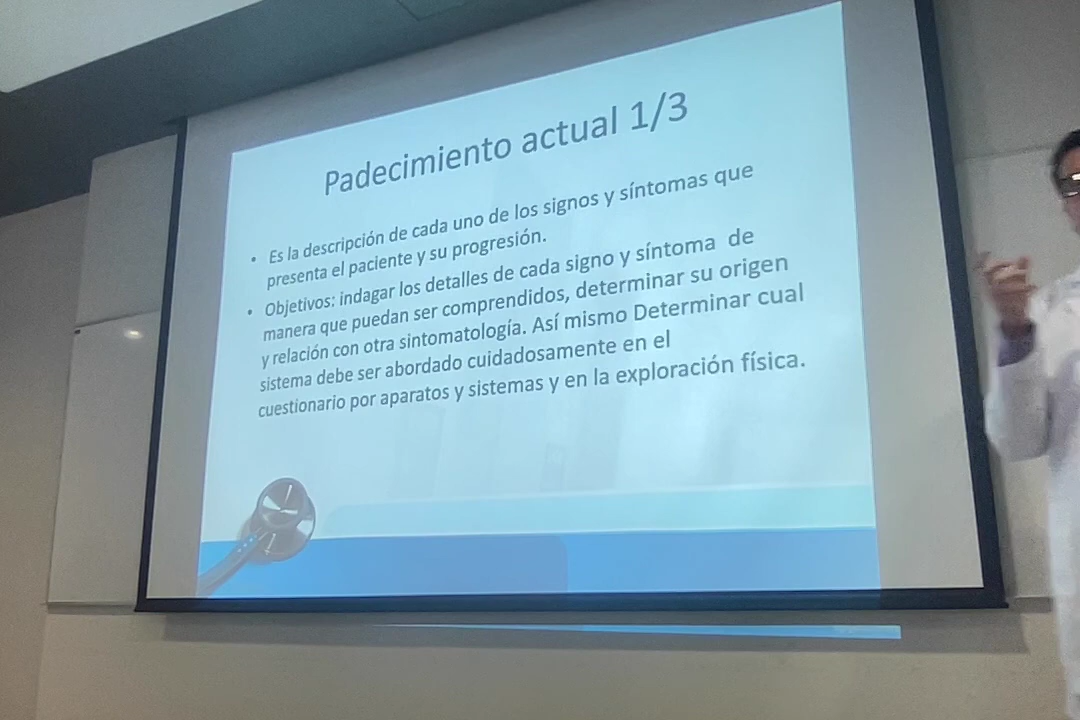 Padecimiento actual 1/3
• Es la descripción de cada uno de los signos y síntomas que
presenta el paciente y su progresión.
• Objetivos: indagar los detalles de cada signo y síntoma de
manera que puedan ser comprendidos, determinar su origen
y relación con otra sintomatología. Así mismo Determinar cual
sistema debe ser abordado cuidadosamente en el
cuestionario por aparatos y sistemas y en la exploración física.